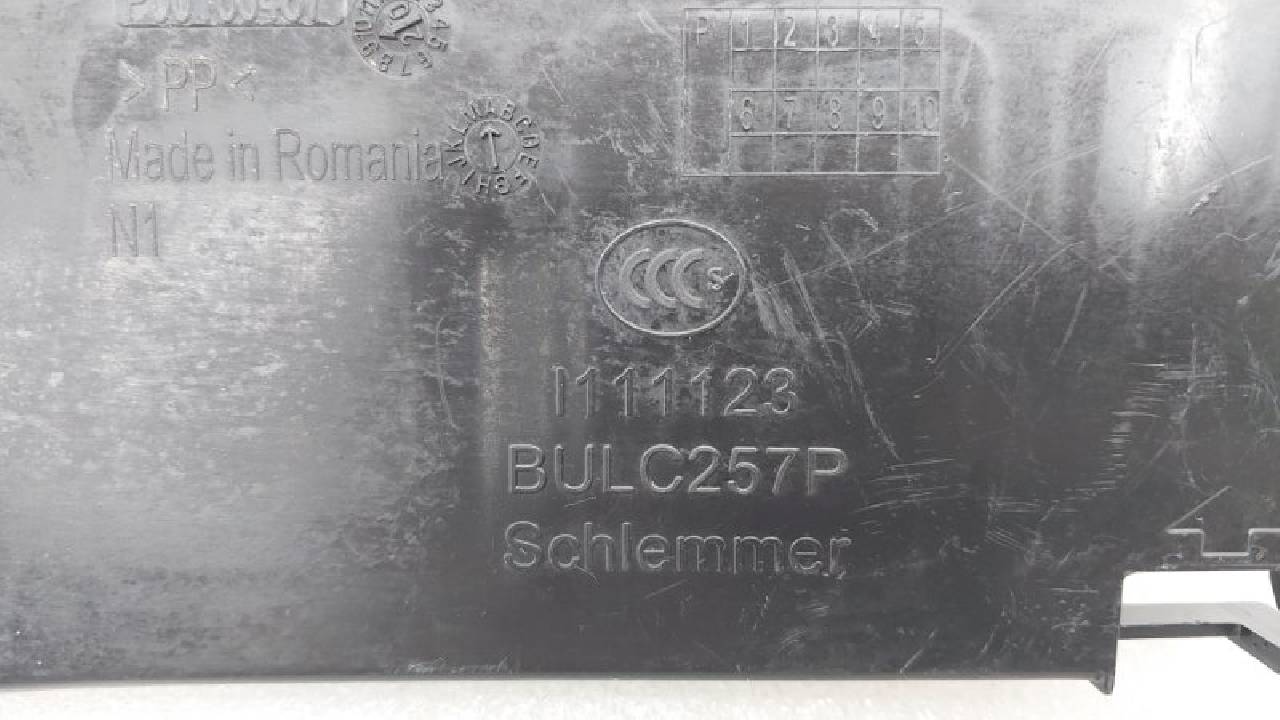 > PP <
Made in Romania
N1
P 1 2 3 4 5
6 7 8 9 10
CCC S
I111123
BULC257P
Schlemmer